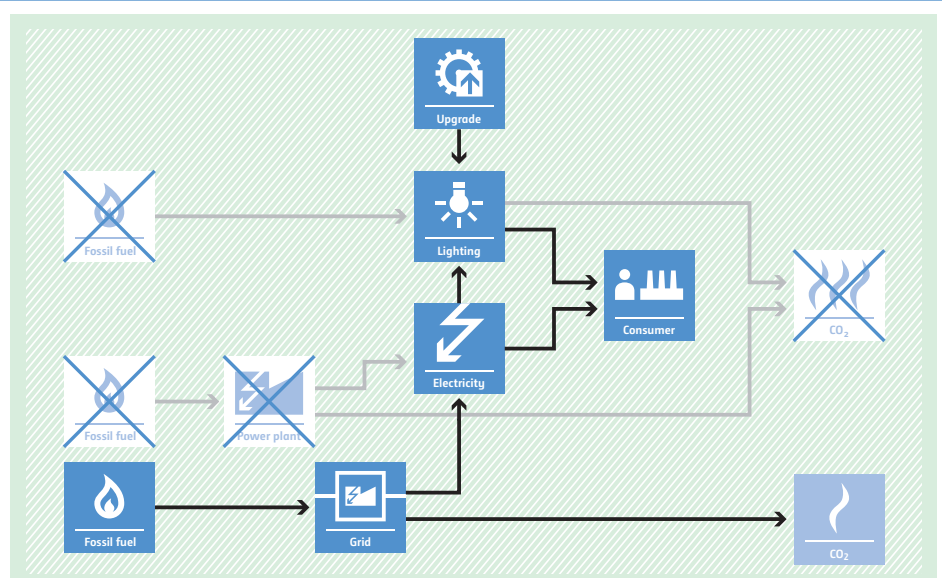 Upgrade
Fossil fuel
Lighting
Consumer
CO₂
Electricity
Fossil fuel
Power plant
Fossil fuel
Grid
CO₂